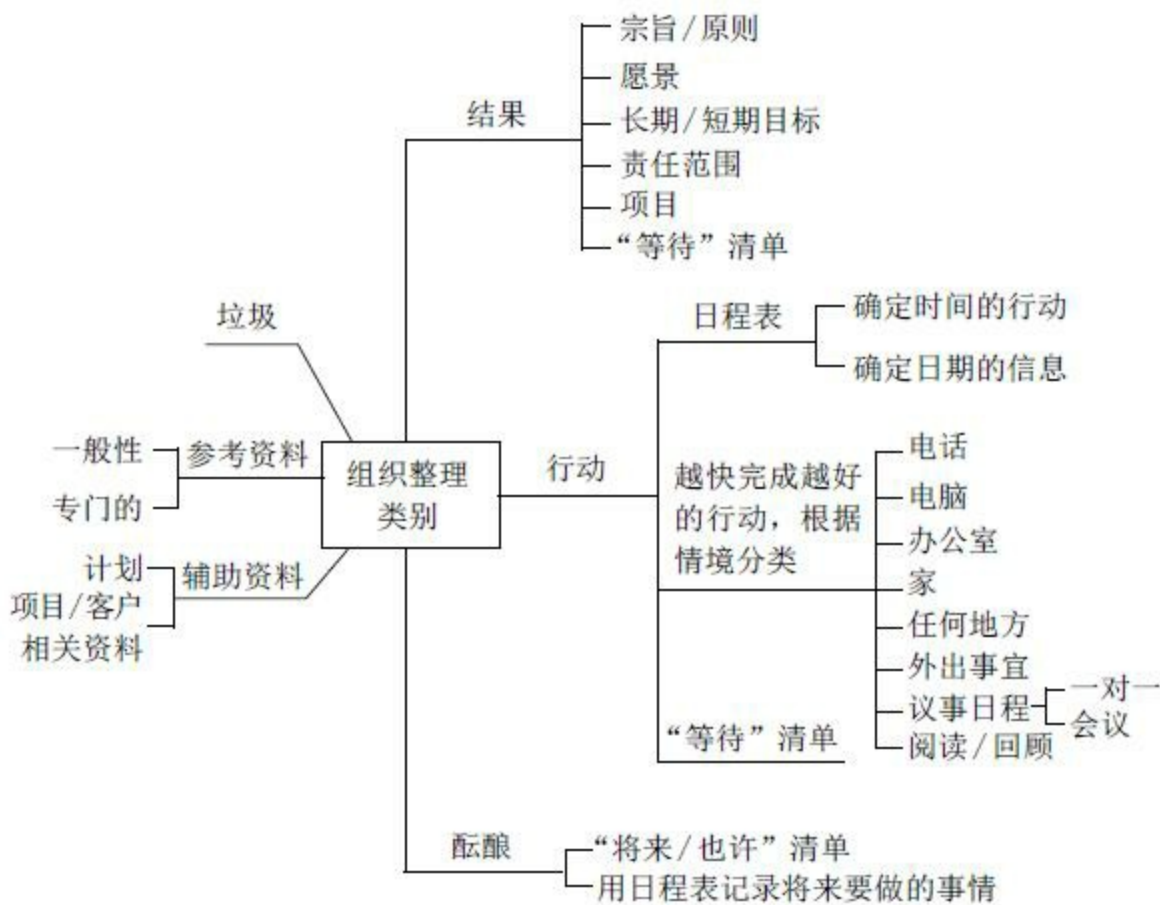 宗旨/原则
愿景
结果
长期/短期目标
责任范围
项目
“等待”清单
垃圾
日程表
确定时间的行动
确定日期的信息
一般性
参考资料
专门的
组织整理
类别
行动
越快完成越好
的行动，根据
情境分类
电话
电脑
办公室
家
任何地方
外出事宜
议事日程
一对一
会议
阅读/回顾
计划
辅助资料
项目/客户
相关资料
“等待”清单
酝酿
“将来/也许”清单
用日程表记录将来要做的事情